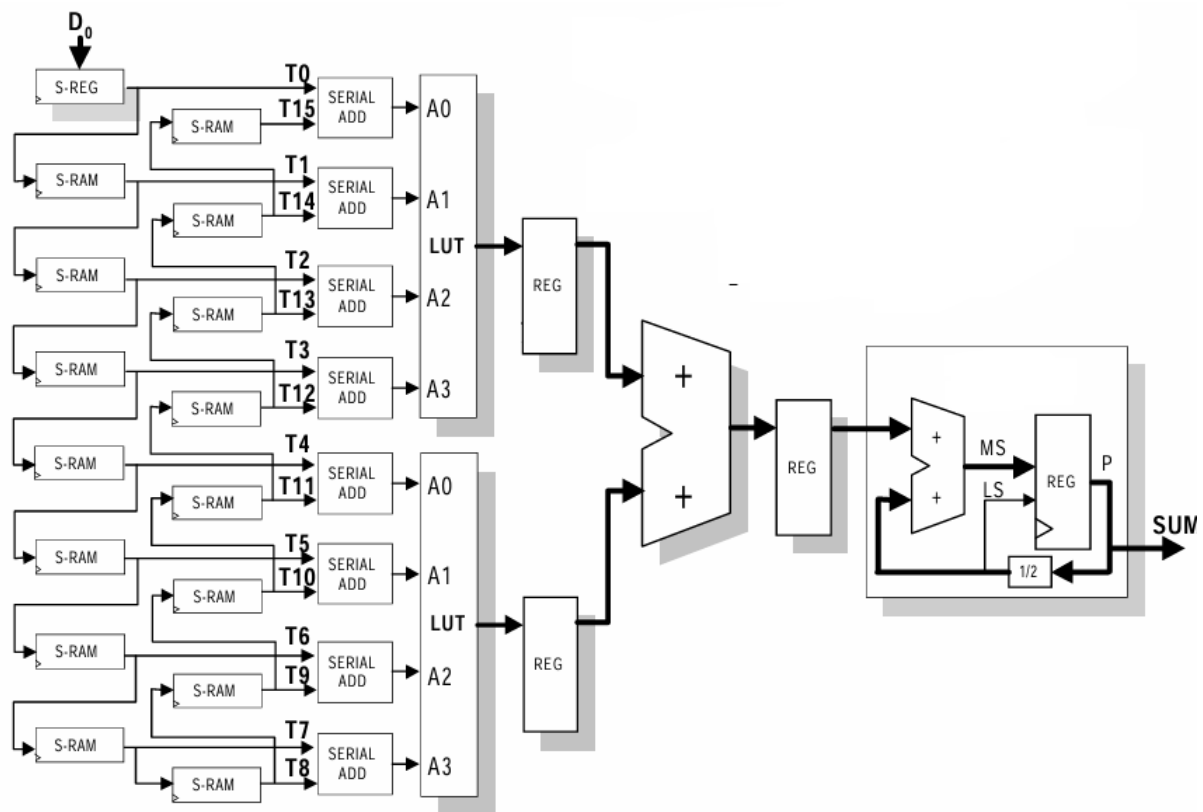 D0
S-REG
T0
SERIAL
ADD
A0
S-RAM
T15
S-RAM
T1
SERIAL
ADD
A1
S-RAM
T14
LUT
REG
S-RAM
T2
SERIAL
ADD
A2
S-RAM
T13
S-RAM
T3
SERIAL
ADD
A3
S-RAM
T12
S-RAM
T4
SERIAL
ADD
A0
S-RAM
T11
S-RAM
T5
SERIAL
ADD
A1
S-RAM
T10
LUT
REG
S-RAM
T6
SERIAL
ADD
A2
S-RAM
T9
S-RAM
T7
SERIAL
ADD
A3
S-RAM
T8
–
+
+
REG
+
+
MS
LS
REG
P
1/2
SUM